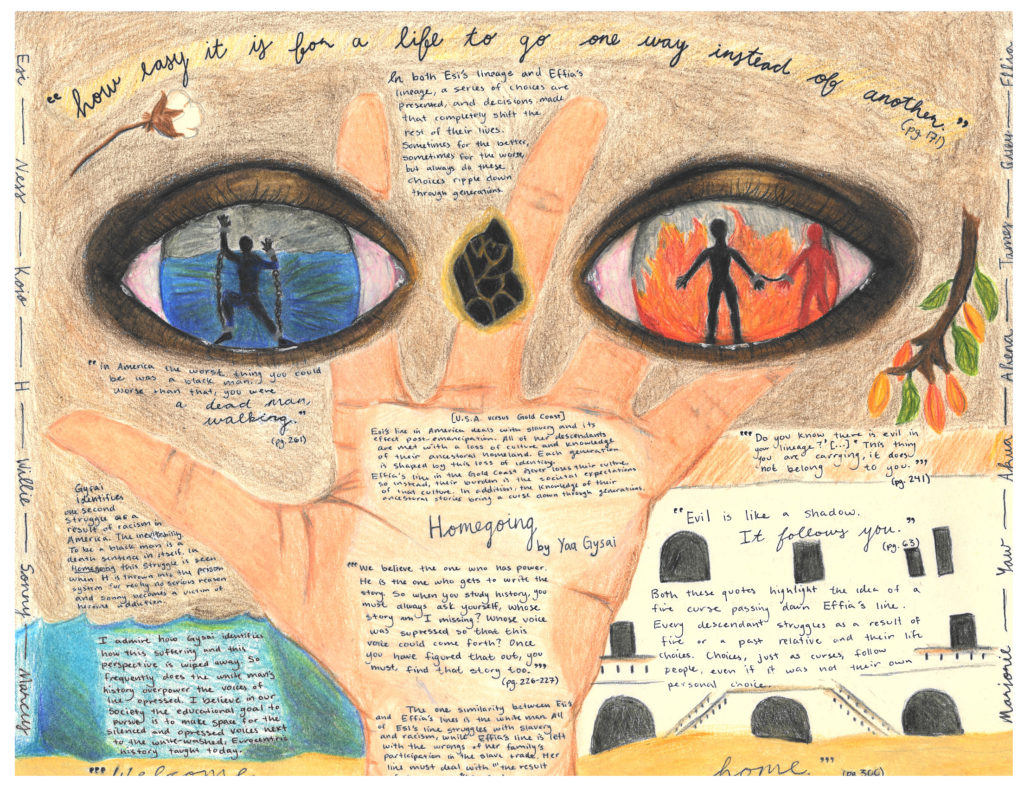 "how easy it is for a life to go one way instead of another."
(pg. 171)
In both Esi's lineage and Effia's
lineage, a series of choices are
presented, and decisions made
that completely shift the
rest of their lives.
Sometimes for the better,
sometimes for the worse,
but always do these
choices ripple down
through generations.
Esi — Ness — Kojo — H — Willie — Sonny — Marcus
Effia — Quey — James — Abena — Akua — Yaw — Marjorie
"in America the worst thing you could
be was a black man.
worse than that, you were
a dead man
walking."
(pg. 261)
[U.S.A. versus Gold Coast]
Esi's line in America deals with slavery and its
effect post-emancipation. All of her descendants
are met with a loss of culture and knowledge
of their ancestral homeland. Each generation
is shaped by this loss of identity.
Effia's line in the Gold Coast never loses their culture,
so instead, their burden is the societal expectations
of that culture. In addition, the knowledge of their
ancestoral stories bring a curse down through generations.
Homegoing
by Yaa Gysai
"Do you know there is evil in
your lineage? [...] This thing
you are carrying, it does
not belong to you."
(pg. 241)
Gysai
identifies
one second
struggle as a
result of racism in
America. The inevitability
To be a black man is a
death sentence in itself. In
Homegoing this struggle is seen
when H is thrown into the prison
system for really no serious reason
and Sonny becomes a victim of
heroine addiction.
"We believe the one who has power.
He is the one who gets to write the
story. So when you study history, you
must always ask yourself, Whose
story am I missing? Whose voice
was supressed so that this
voice could come forth? Once
you have figured that out, you
must find that story too."
(pg. 226-227)
"Evil is like a shadow.
It follows you."
(pg. 63)
Both these quotes highlight the idea of a
fire curse passing down Effia's line.
Every descendant struggles as a result of
fire or a past relative and their life
choices. Choices, just as curses, follow
people, even if it was not their own
personal choice.
I admire how Gysai identifies
how this suffering and this
perspective is wiped away. So
frequently does the white man's
history overpower the voices of
the opressed. I believe in our
society the educational goal to
pursue is to make space for the
silenced and opressed voices next
to the white-washed, Eurocentric
history taught today.
The one similarity between Esi's
and Effia's lines is the white man. All
of Esi's line struggles with slavery
and racism, while Effia's line is left
with the wrongs of her family's
participation in the slave trade. Her
line must deal with "the result
"Welcome home."